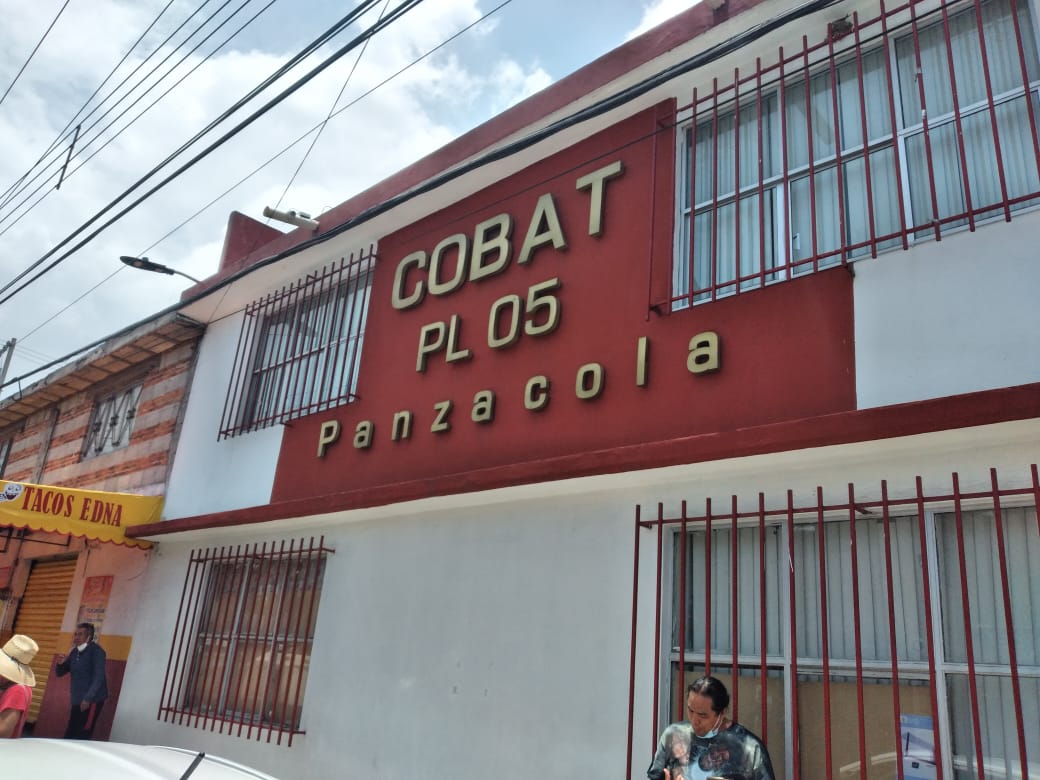 COBAT
PL 05
Panzacola
TACOS EDNA